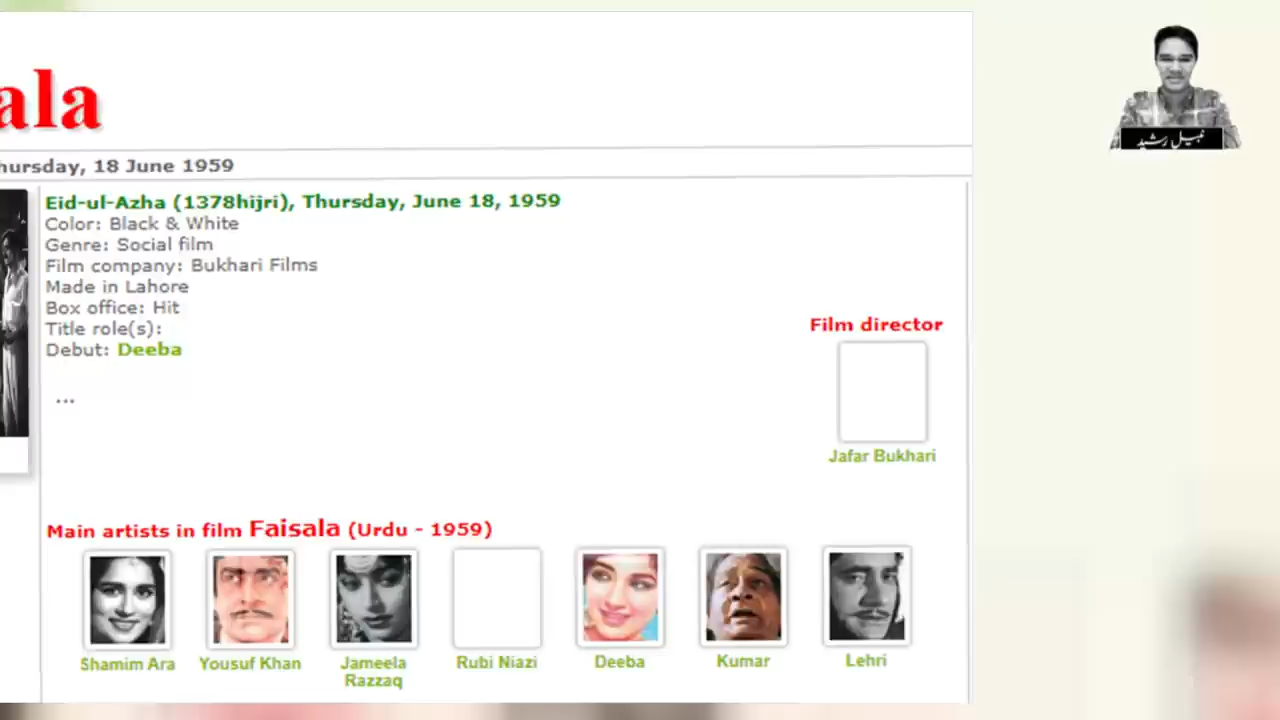 ala
hursday, 18 June 1959
Eid-ul-Azha (1378hijri), Thursday, June 18, 1959
Color: Black & White
Genre: Social film
Film company: Bukhari Films
Made in Lahore
Box office: Hit
Title role(s):
Debut: Deeba
...
Film director
Jafar Bukhari
Main artists in film Faisala (Urdu - 1959)
Shamim Ara
Yousuf Khan
Jameela
Razzaq
Rubi Niazi
Deeba
Kumar
Lehri
نبیل رشید